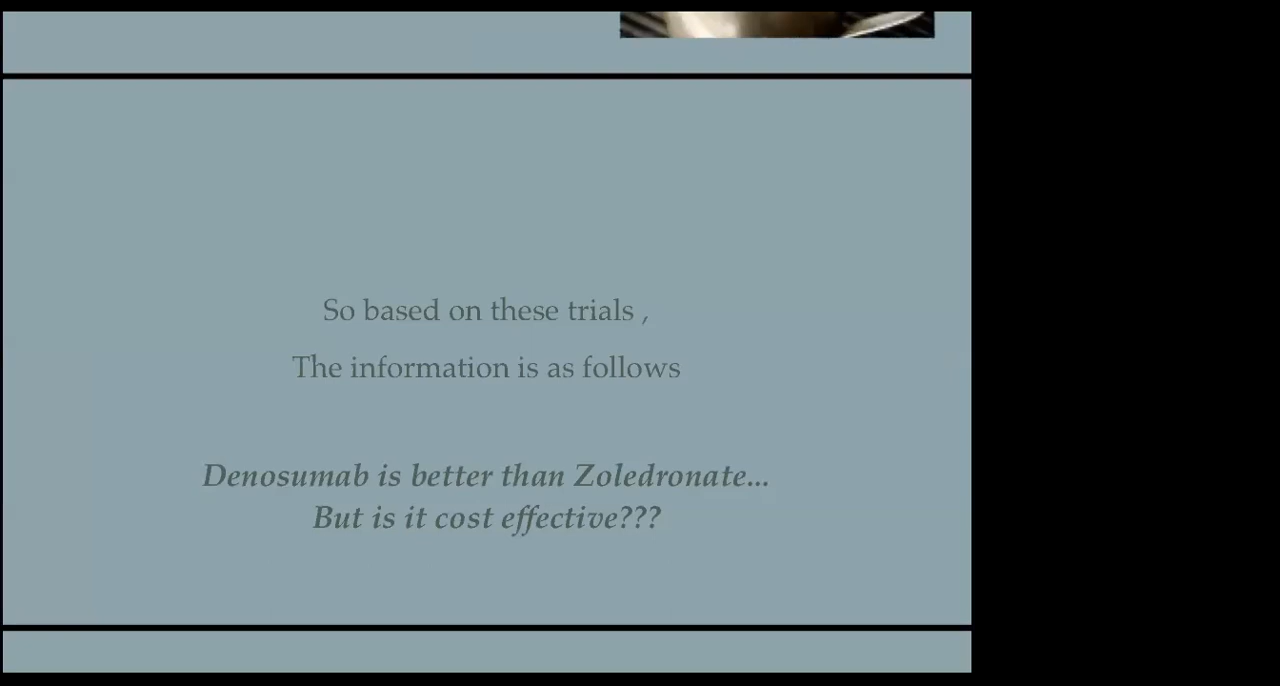 So based on these trials ,
The information is as follows
Denosumab is better than Zoledronate...
But is it cost effective???